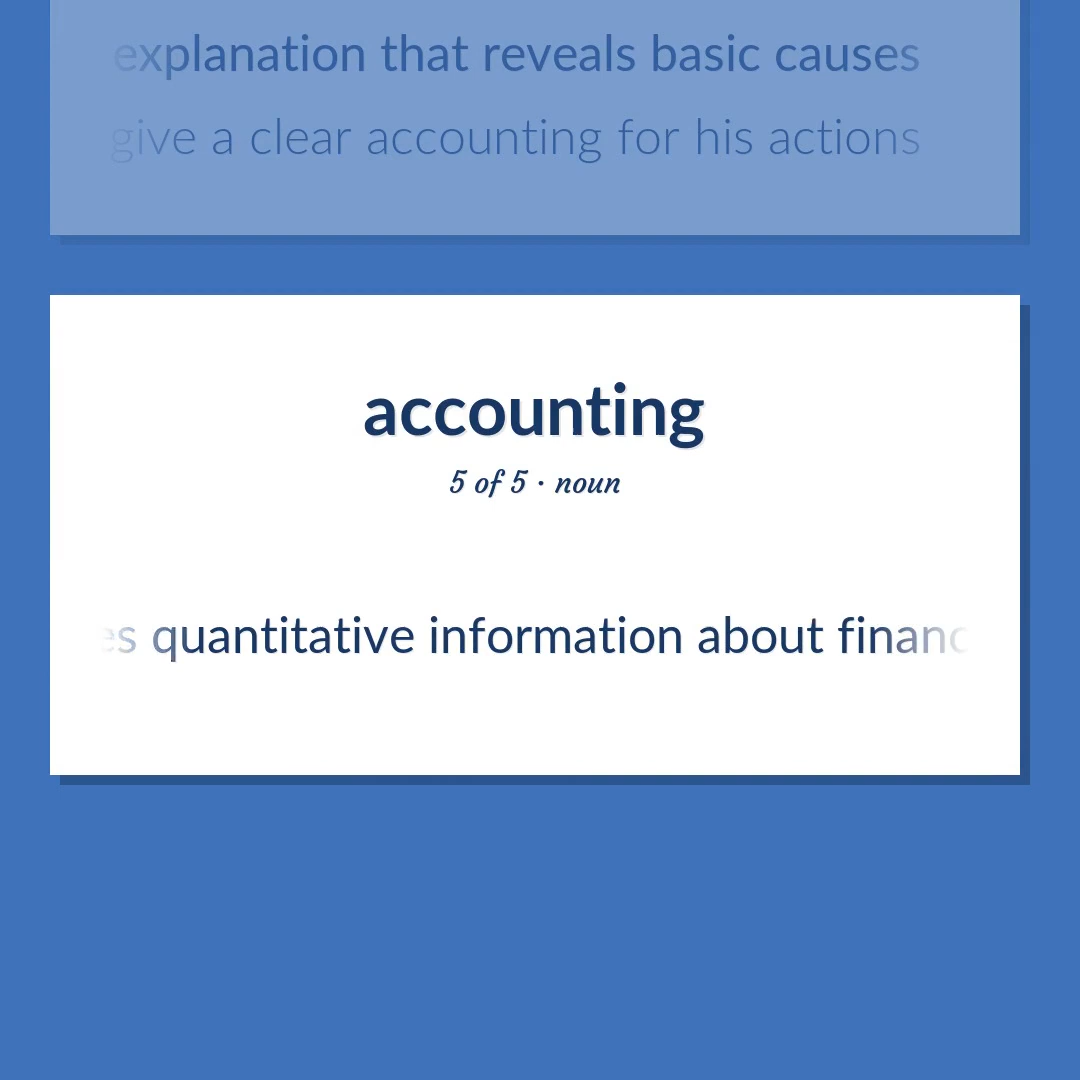 explanation that reveals basic causes
give a clear accounting for his actions
accounting
5 of 5 · noun
quantitative information about